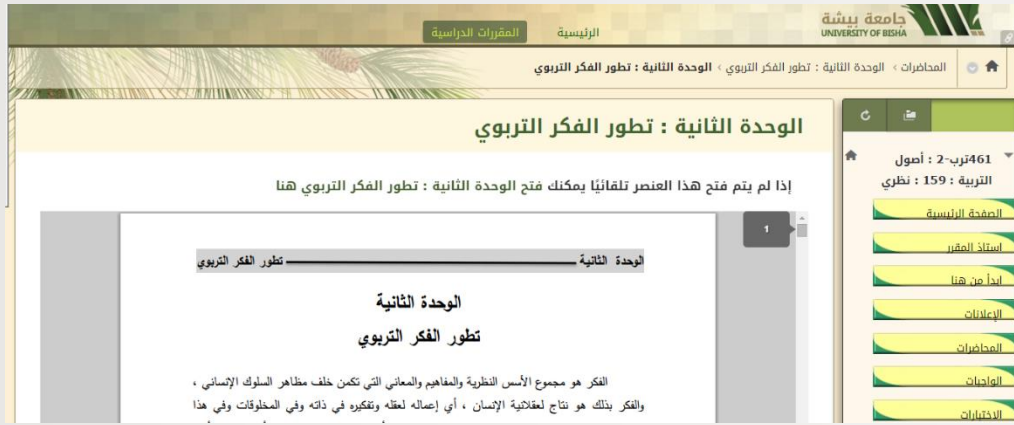 جامعة بيشة
UNIVERSITY OF BISHA
الرئيسية
المقررات الدراسية
المحاضرات › الوحدة الثانية : تطور الفكر التربوي › الوحدة الثانية : تطور الفكر التربوي
461ترب-2 : أصول
التربية : 159 : نظري
الصفحة الرئيسية
استاذ المقرر
ابدأ من هنا
الإعلانات
المحاضرات
الواجبات
الاختبارات
الوحدة الثانية : تطور الفكر التربوي
إذا لم يتم فتح هذا العنصر تلقائيًا يمكنك فتح الوحدة الثانية : تطور الفكر التربوي هنا
1
الوحدة الثانية تطور الفكر التربوي
الوحدة الثانية
تطور الفكر التربوي
الفكر هو مجموع الأسس النظرية والمفاهيم والمعاني التي تكمن خلف مظاهر السلوك الإنساني ،
والفكر بذلك هو نتاج لعقلانية الإنسان ، أي إعماله لعقله وتفكيره في ذاته وفي المخلوقات وفي هذا